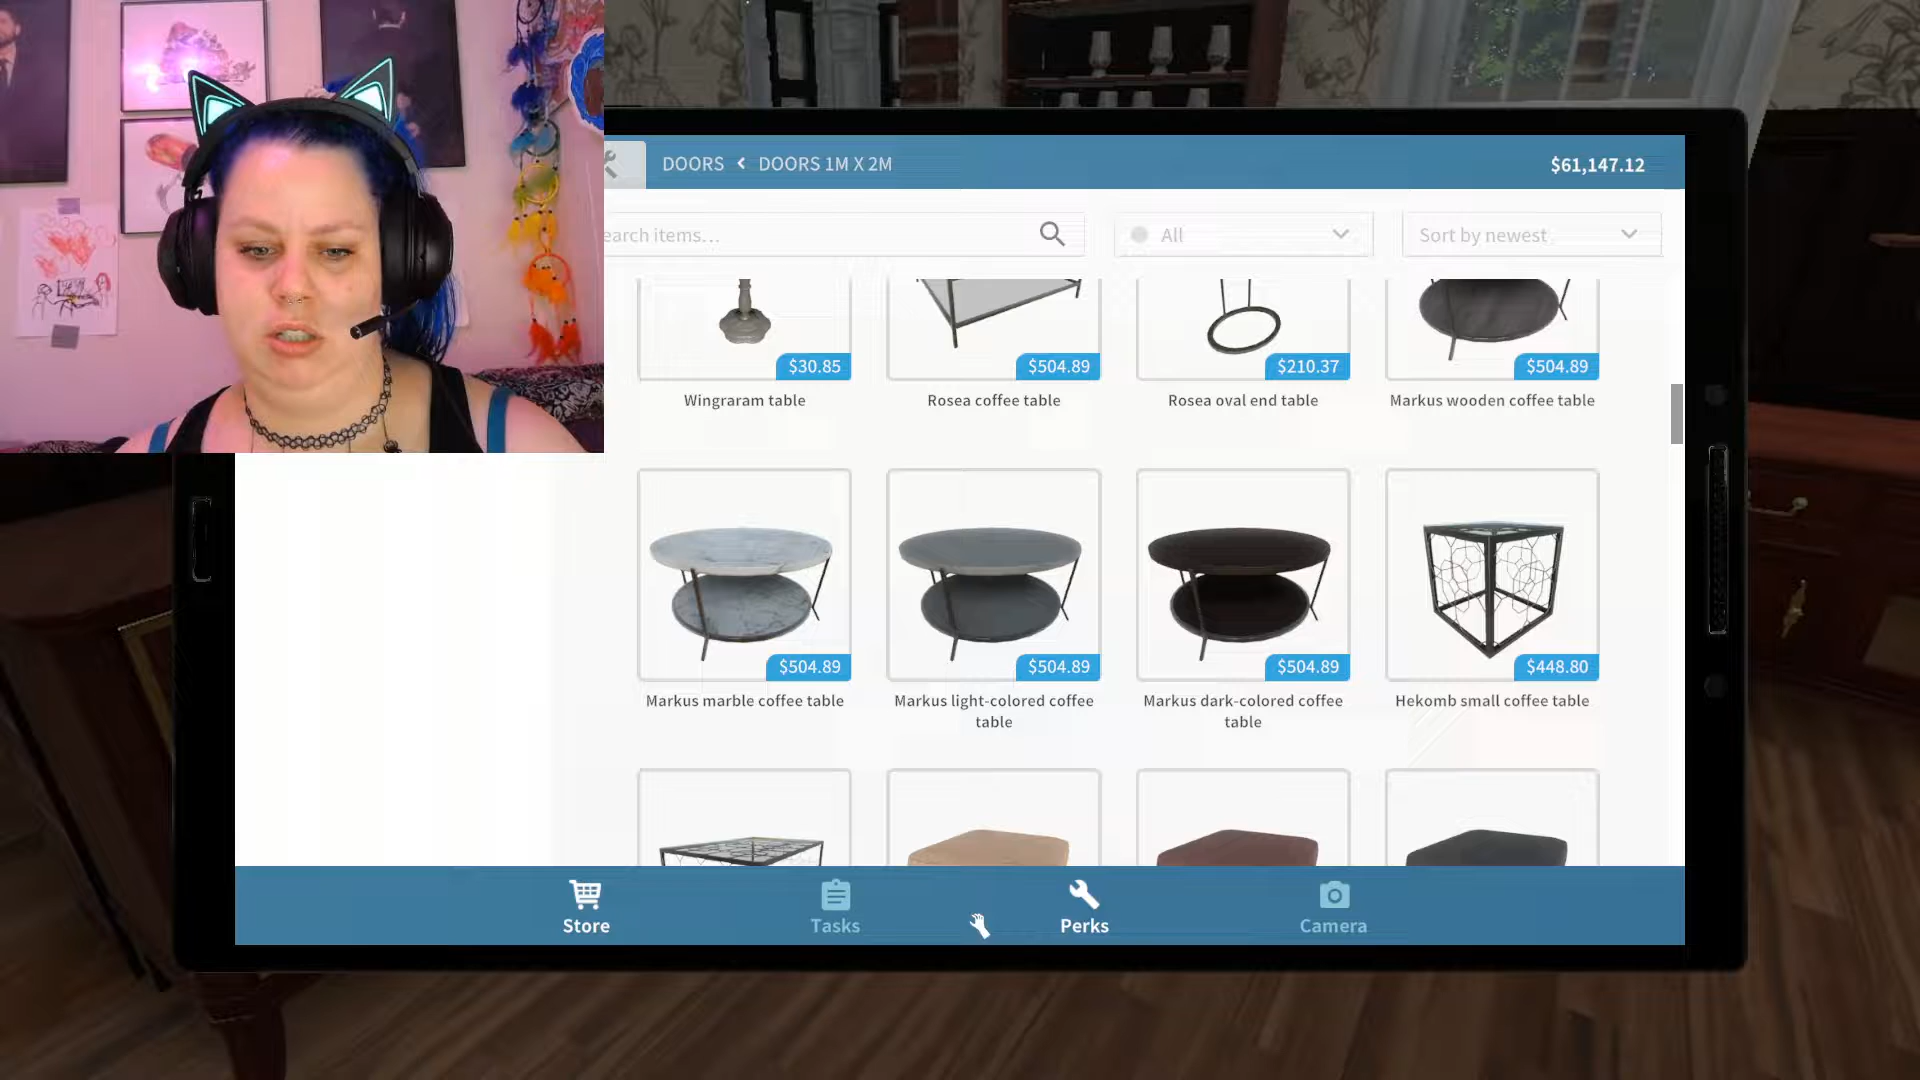 DOORS < DOORS 1M X 2M
$61,147.12
earch items...
All
Sort by newest
$30.85
$504.89
$210.37
$504.89
Wingraram table
Rosea coffee table
Rosea oval end table
Markus wooden coffee table
$504.89
$504.89
$504.89
$448.80
Markus marble coffee table
Markus light-colored coffee
table
Markus dark-colored coffee
table
Hekomb small coffee table
Store
Tasks
Perks
Camera